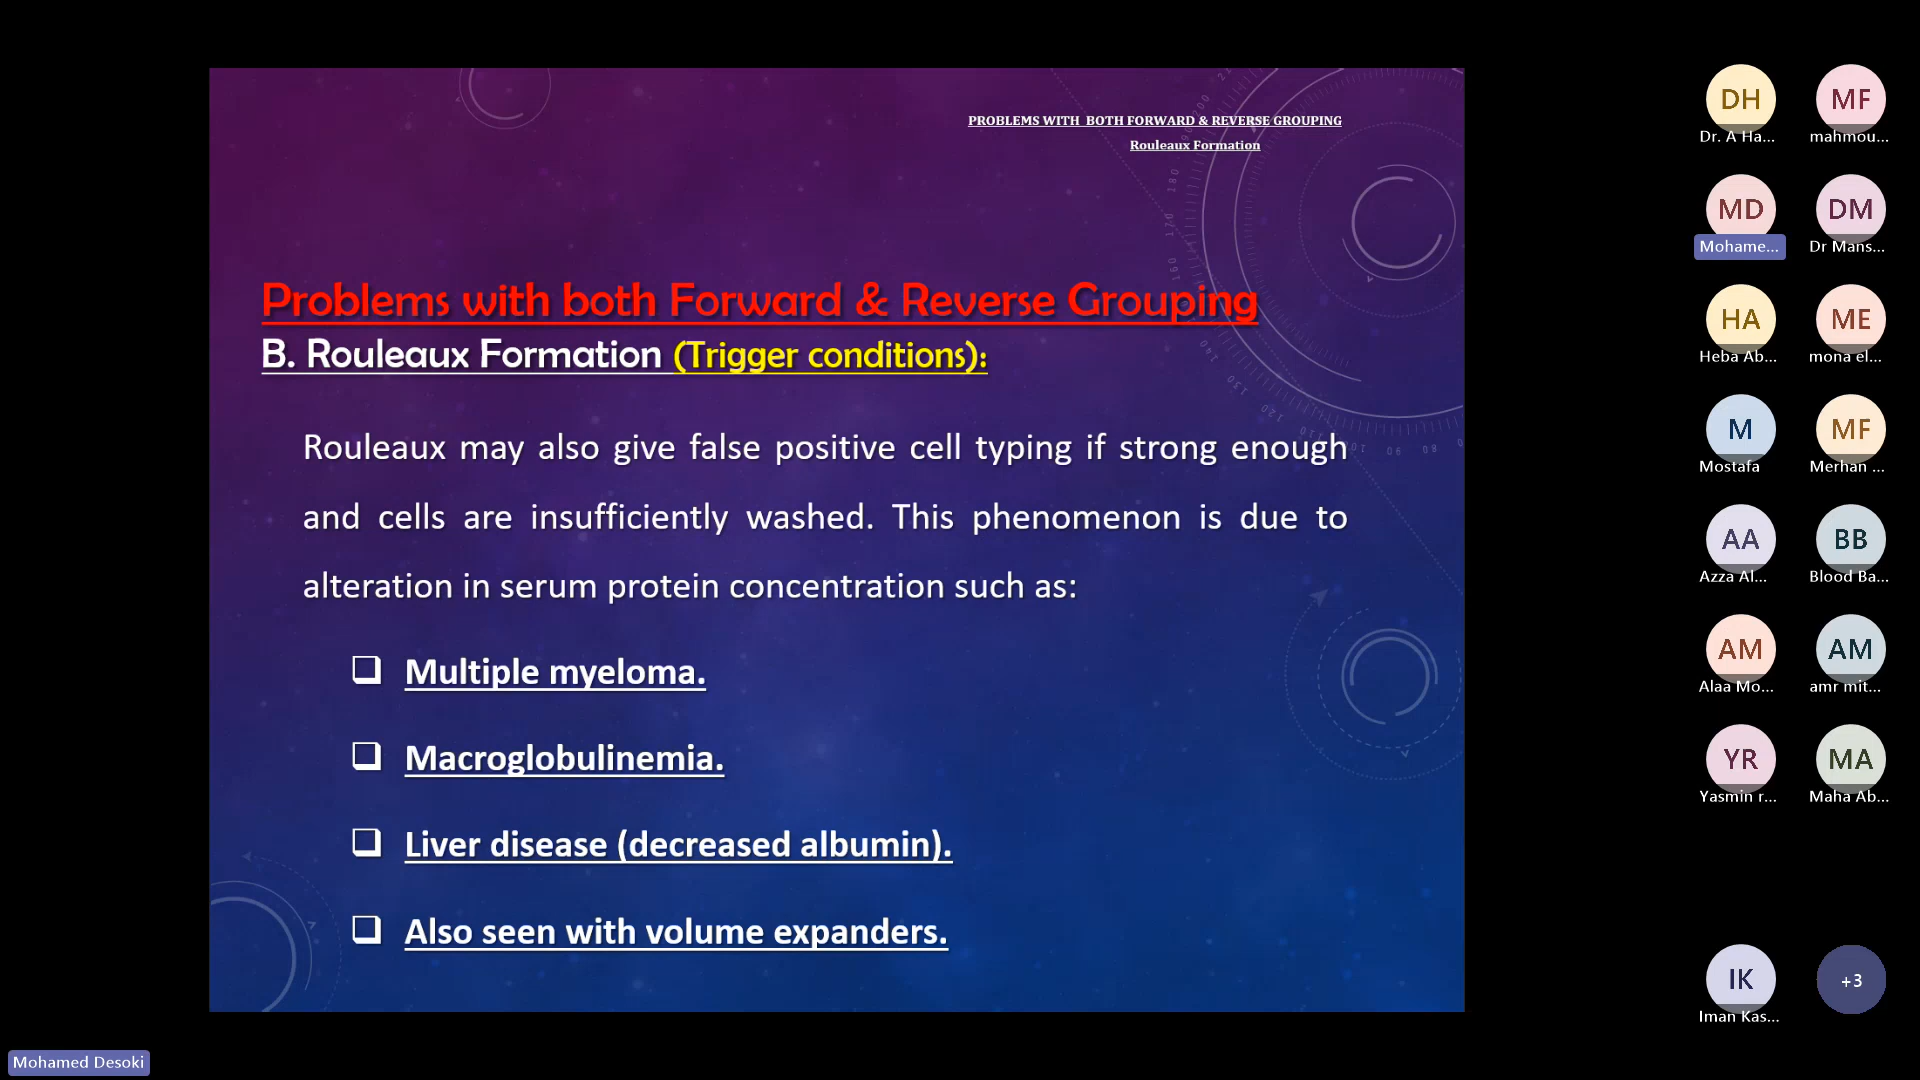 PROBLEMS WITH BOTH FORWARD & REVERSE GROUPING
Rouleaux Formation
Problems with both Forward & Reverse Grouping
B. Rouleaux Formation (Trigger conditions):
Rouleaux may also give false positive cell typing if strong enough
and cells are insufficiently washed. This phenomenon is due to
alteration in serum protein concentration such as:
Multiple myeloma.
Macroglobulinemia.
Liver disease (decreased albumin).
Also seen with volume expanders.
DH
Dr. A Ha...
MF
mahmou...
MD
Mohame...
DM
Dr Mans...
HA
Heba Ab...
ME
mona el...
M
Mostafa
MF
Merhan ...
AA
Azza Al...
BB
Blood Ba...
AM
Alaa Mo...
AM
amr mit...
YR
Yasmin r...
MA
Maha Ab...
IK
Iman Kas...
+3
Mohamed Desoki